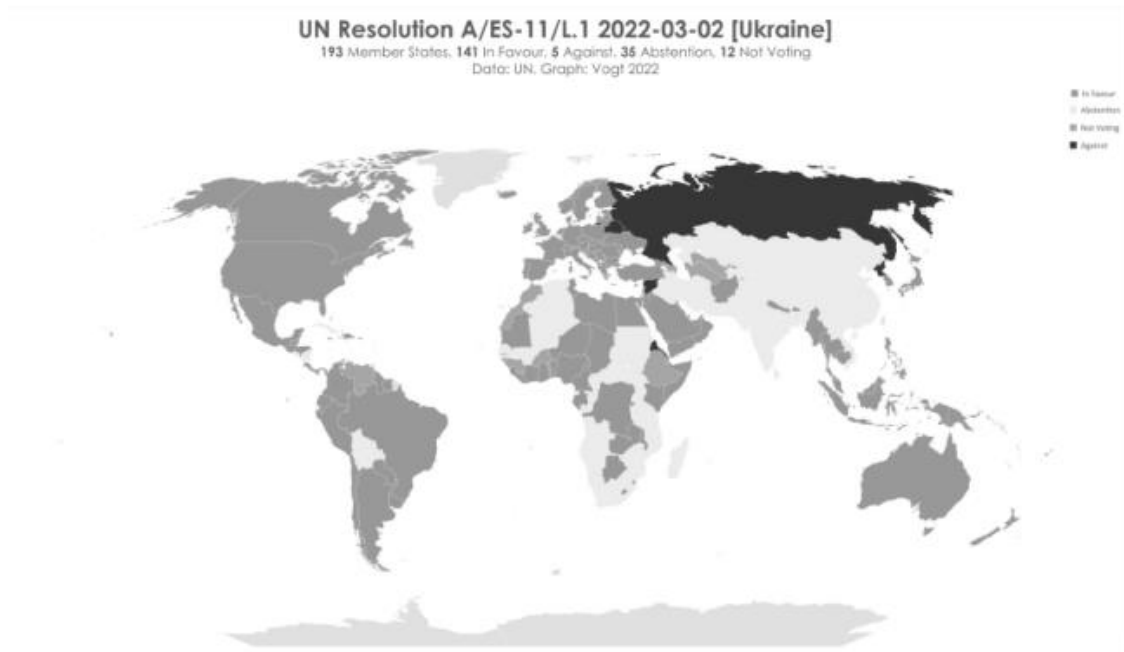 UN Resolution A/ES-11/L.1 2022-03-02 [Ukraine]
193 Member States, 141 In Favour, 5 Against, 35 Abstention, 12 Not Voting
Data: UN. Graph: Vogt 2022
In Favour
Abstention
Not Voting
Against